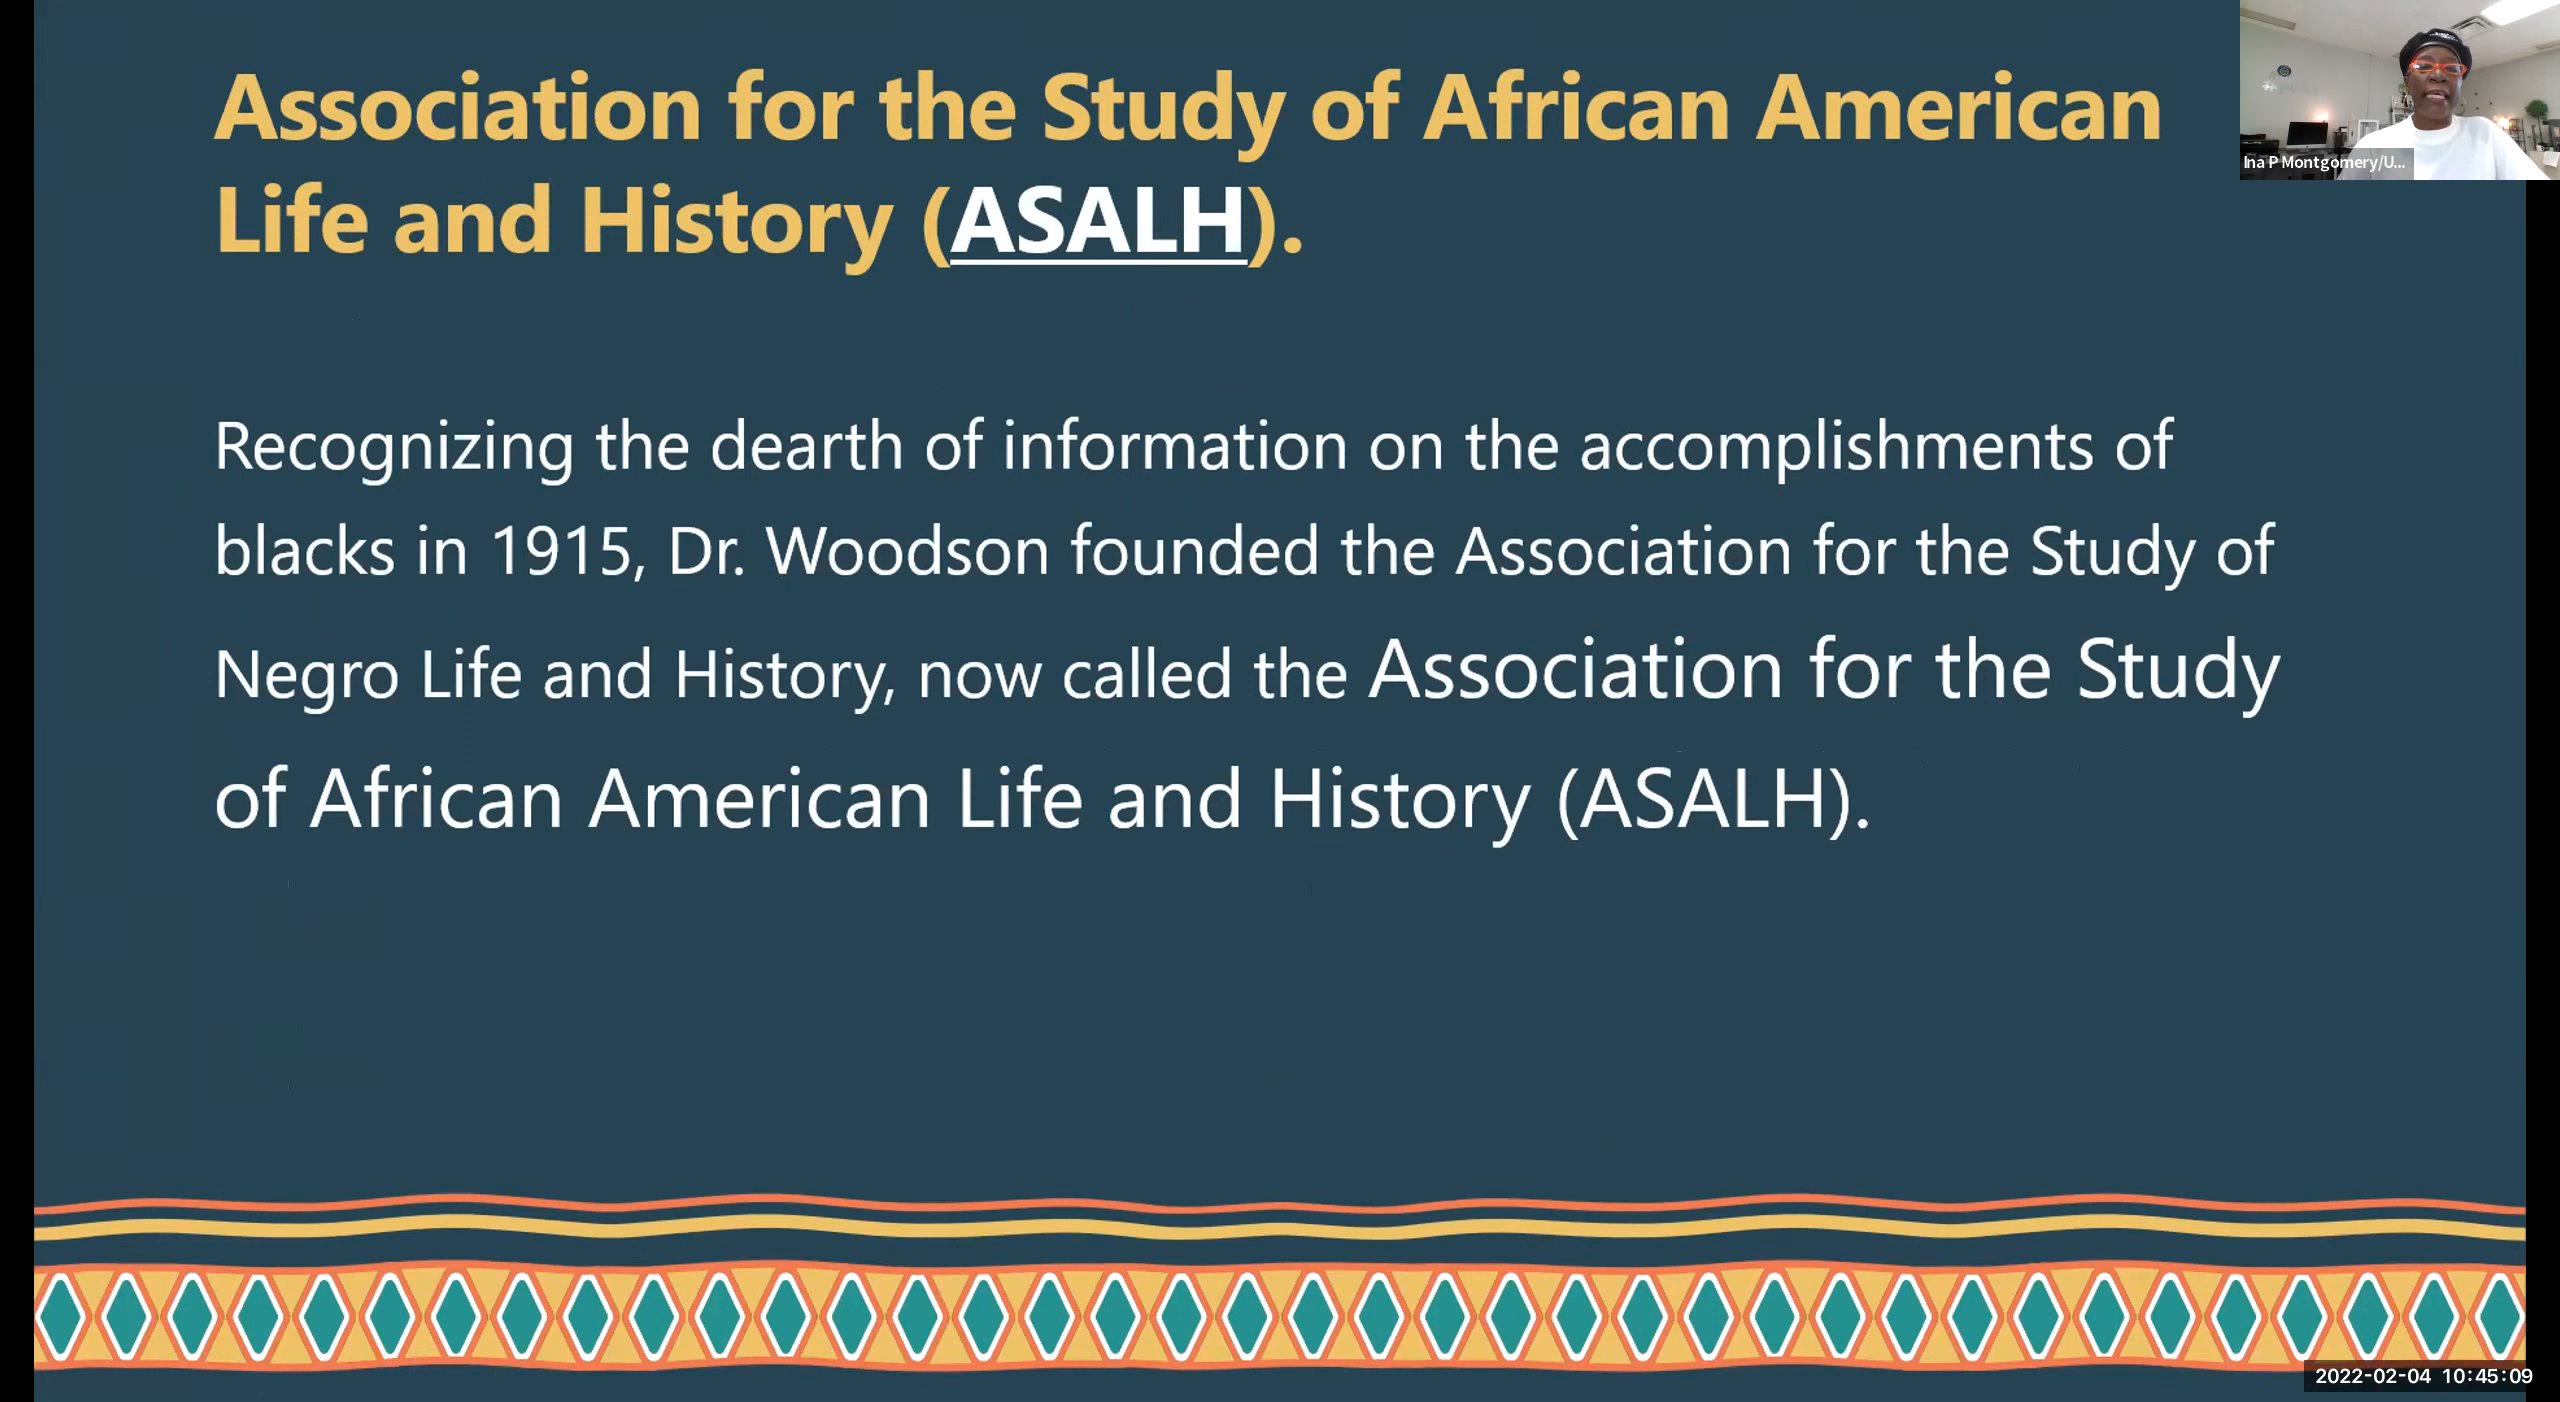 Association for the Study of African American
Life and History (ASALH).
Ina P Montgomery/U...
Recognizing the dearth of information on the accomplishments of
blacks in 1915, Dr. Woodson founded the Association for the Study of
Negro Life and History, now called the Association for the Study
of African American Life and History (ASALH).
2022-02-04 10:45:09